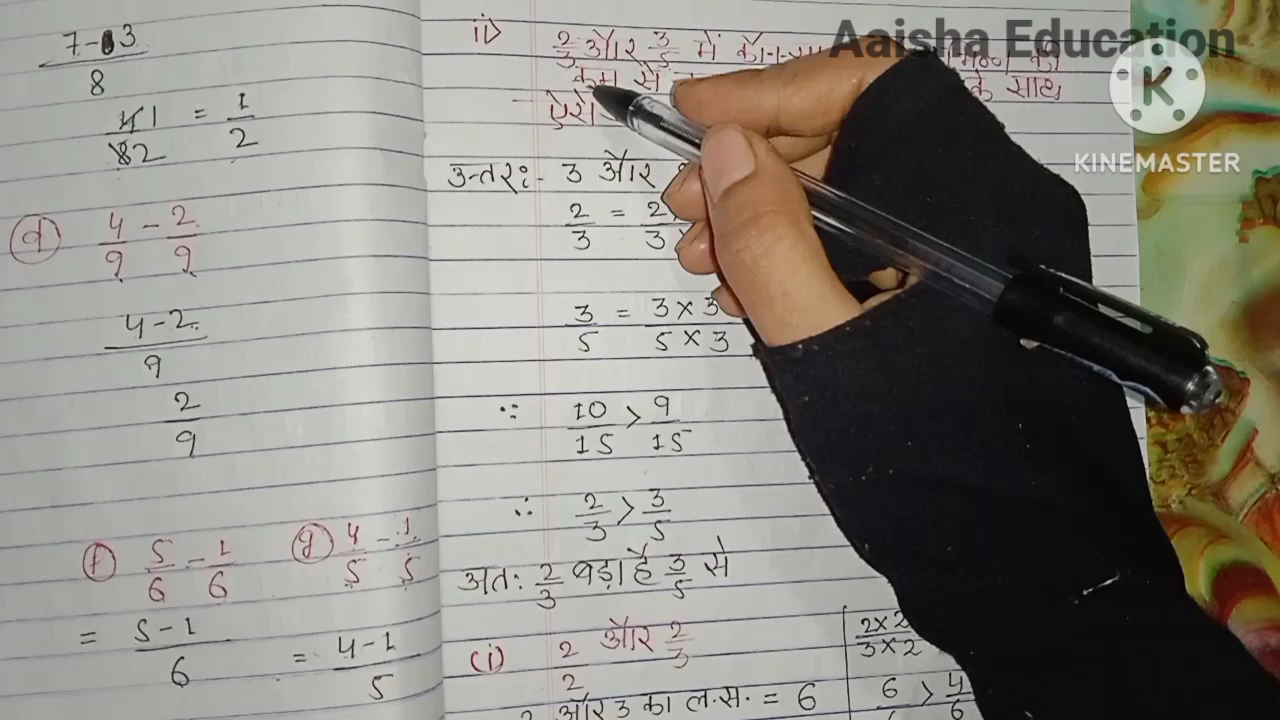 7-3
8
41 = 1
82 2
d 4 - 2
9 9
4-2
9
2
9
f 5 - 1
6 6
= 5-1
6
g 4 - 1
5 5
= 4-1
5
Aaisha Education
KINEMASTER
ii) 2/3 और 3/5 में
कम से के साथ
उत्तर:- 3 और
2 = 2
3 3×
3 = 3×3
5 5×3
∵ 10 > 9
15 15
∴ 2 > 3
3 5
अतः 2/3 बड़ा है 3/5 से
(i) 2/2 और 2/3
2×2
3×2
और 3 का ल.स. = 6
6 > 4
6